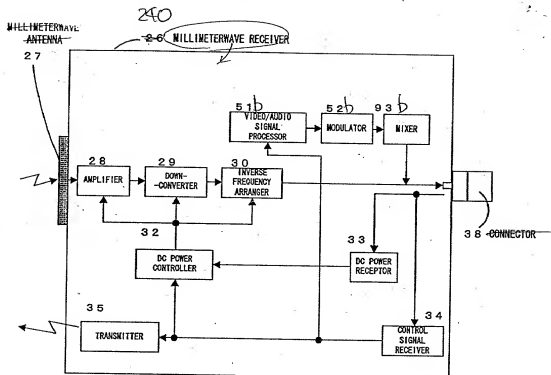 240
MILLIMETERWAVE
ANTENNA
27
26 MILLIMETERWAVE RECEIVER
51b
VIDEO/AUDIO
SIGNAL
PROCESSOR
52b
MODULATOR
93b
MIXER
28
AMPLIFIER
29
DOWN-
-CONVERTER
30
INVERSE
FREQUENCY
ARRANGER
38 CONNECTOR
32
DC POWER
CONTROLLER
33
DC POWER
RECEPTOR
35
TRANSMITTER
34
CONTROL
SIGNAL
RECEIVER